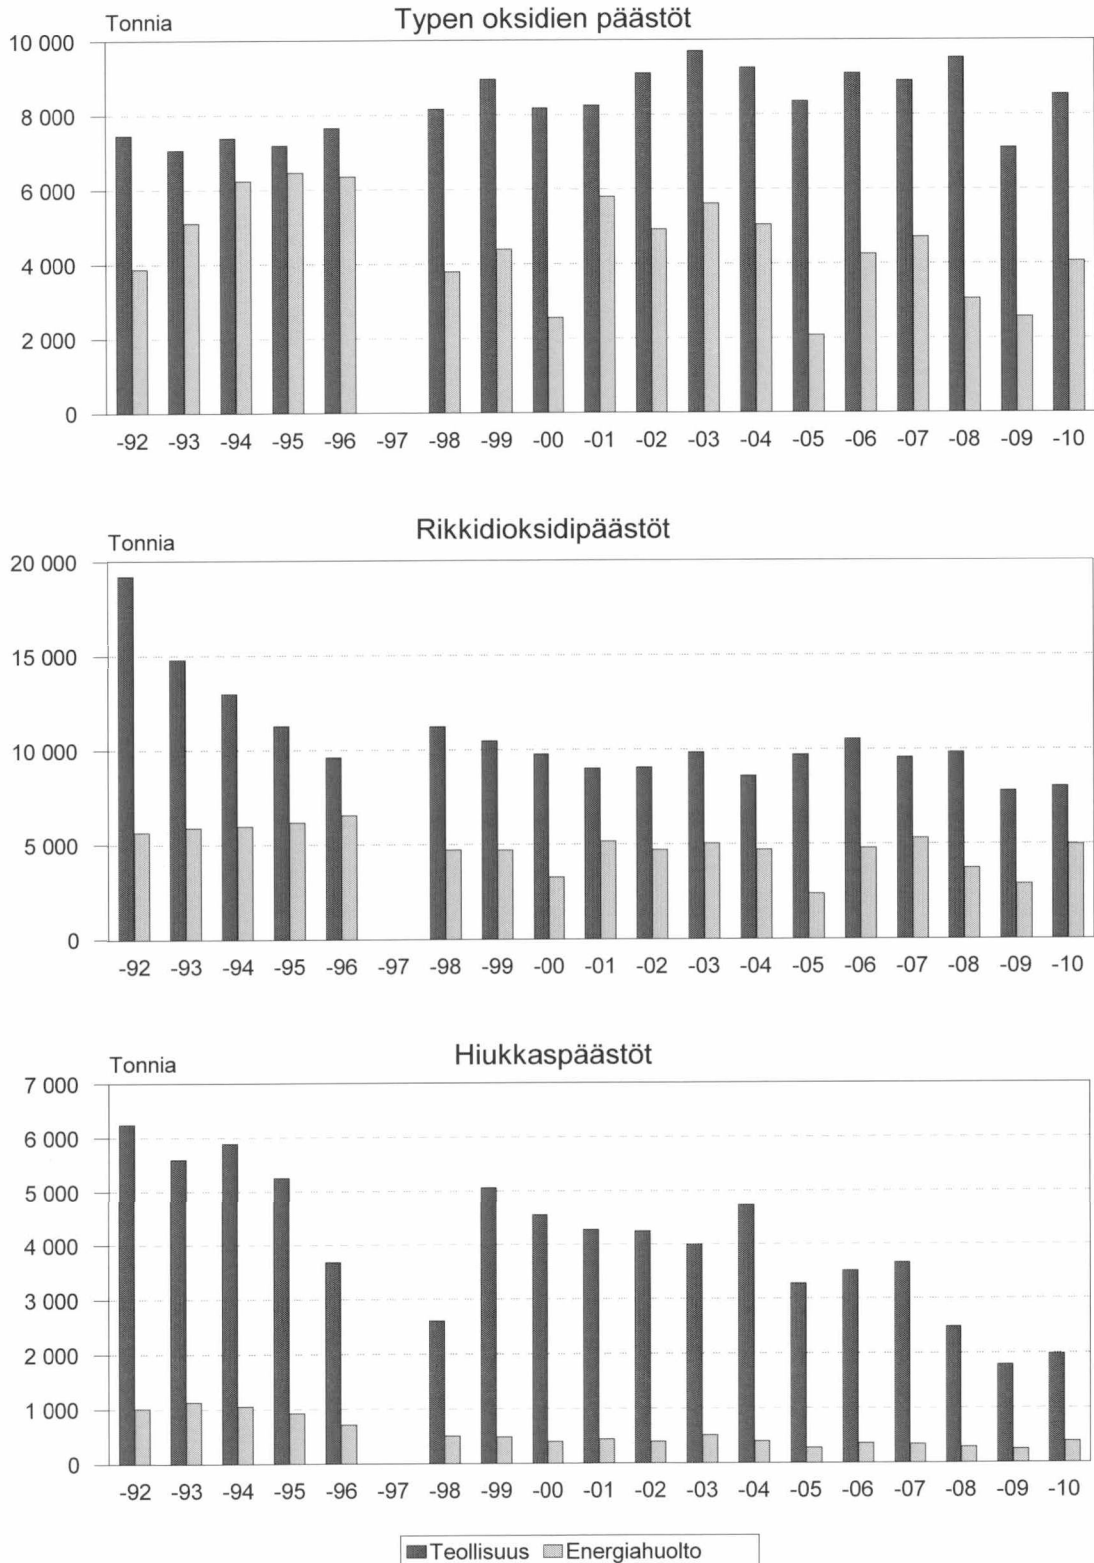 Typen oksidien päästöt
Tonnia
10 000
8 000
6 000
4 000
2 000
0
-92 -93 -94 -95 -96 -97 -98 -99 -00 -01 -02 -03 -04 -05 -06 -07 -08 -09 -10
Rikkidioksidipäästöt
Tonnia
20 000
15 000
10 000
5 000
0
-92 -93 -94 -95 -96 -97 -98 -99 -00 -01 -02 -03 -04 -05 -06 -07 -08 -09 -10
Hiukkaspäästöt
Tonnia
7 000
6 000
5 000
4 000
3 000
2 000
1 000
0
-92 -93 -94 -95 -96 -97 -98 -99 -00 -01 -02 -03 -04 -05 -06 -07 -08 -09 -10
Teollisuus Energiahuolto